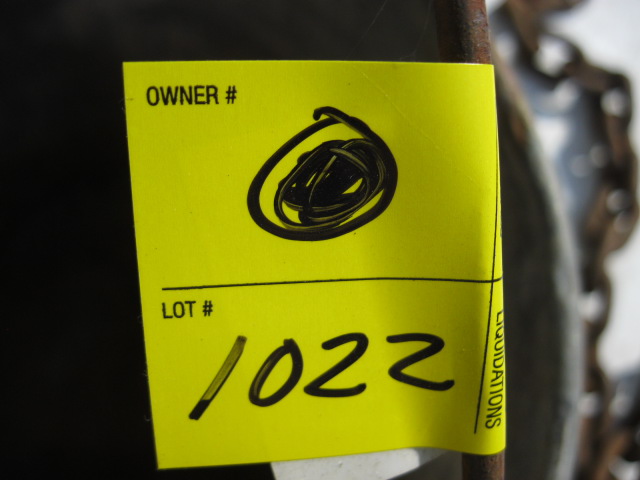 OWNER #
LOT #
1022
LIQUIDATIONS